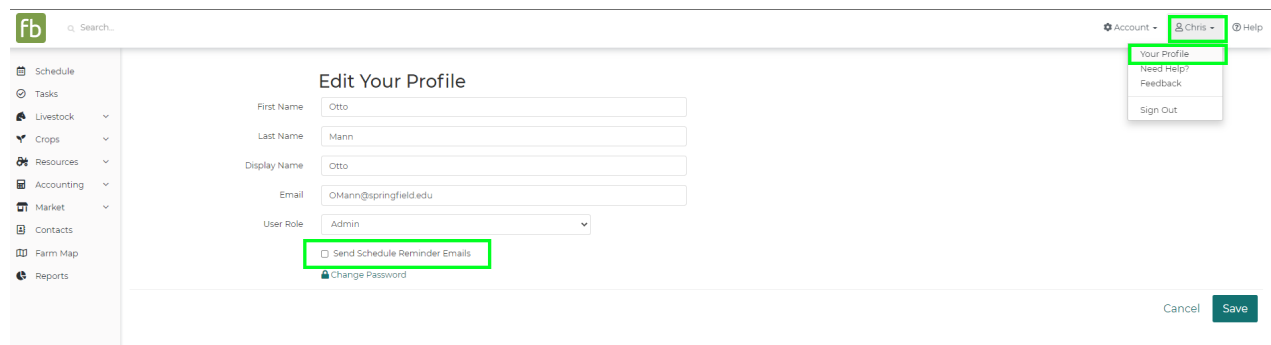 fb
Search...
Account
Chris
Help
Your Profile
Need Help?
Feedback
Sign Out
Schedule
Tasks
Livestock
Crops
Resources
Accounting
Market
Contacts
Farm Map
Reports
Edit Your Profile
First Name Otto
Last Name Mann
Display Name Otto
Email OMann@springfield.edu
User Role Admin
Send Schedule Reminder Emails
Change Password
Cancel Save